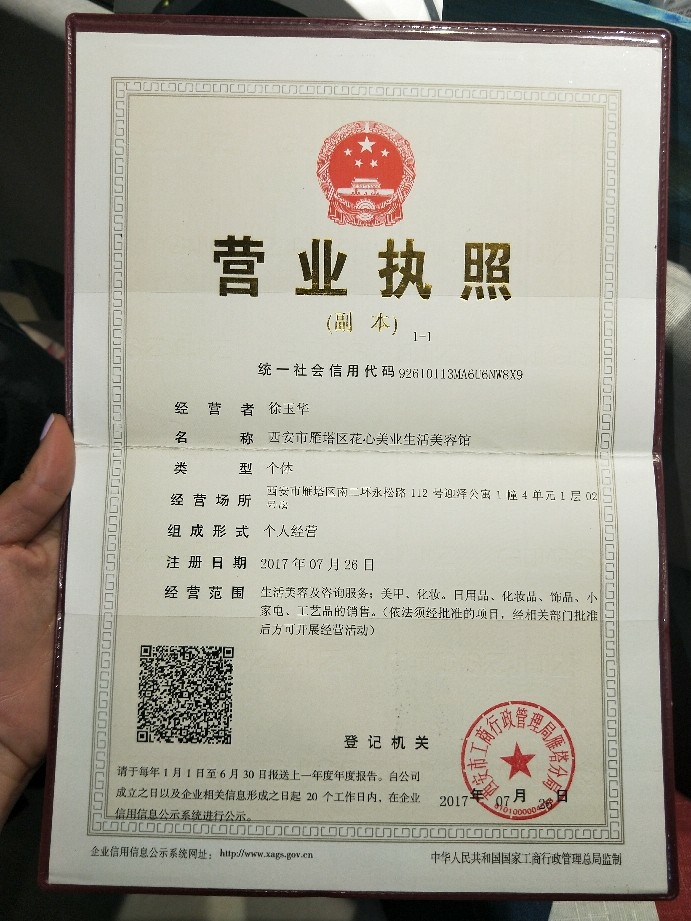 营业执照
(副本)
1-1
统一社会信用代码 92610113MA6U6NW8X9
经营者 徐玉华
名称 西安市雁塔区花心美业生活美容馆
类型 个体
经营场所 西安市雁塔区南二环永松路 112 号迎泽公寓 1 幢 4 单元 1 层 02
号房
组成形式 个人经营
注册日期 2017 年 07 月 26 日
经营范围 生活美容及咨询服务；美甲、化妆。日用品、化妆品、饰品、小
家电、工艺品的销售。（依法须经批准的项目，经相关部门批准
后方可开展经营活动）
登记机关
西安市工商行政管理局雁塔分局
2017 年 07 月 26 日
请于每年 1 月 1 日至 6 月 30 日报送上一年度年度报告。自公司
成立之日以及企业相关信息形成之日起 20 个工作日内，在企业
信用信息公示系统进行公示。
企业信用信息公示系统网址： http://www.xags.gov.cn
中华人民共和国国家工商行政管理总局监制